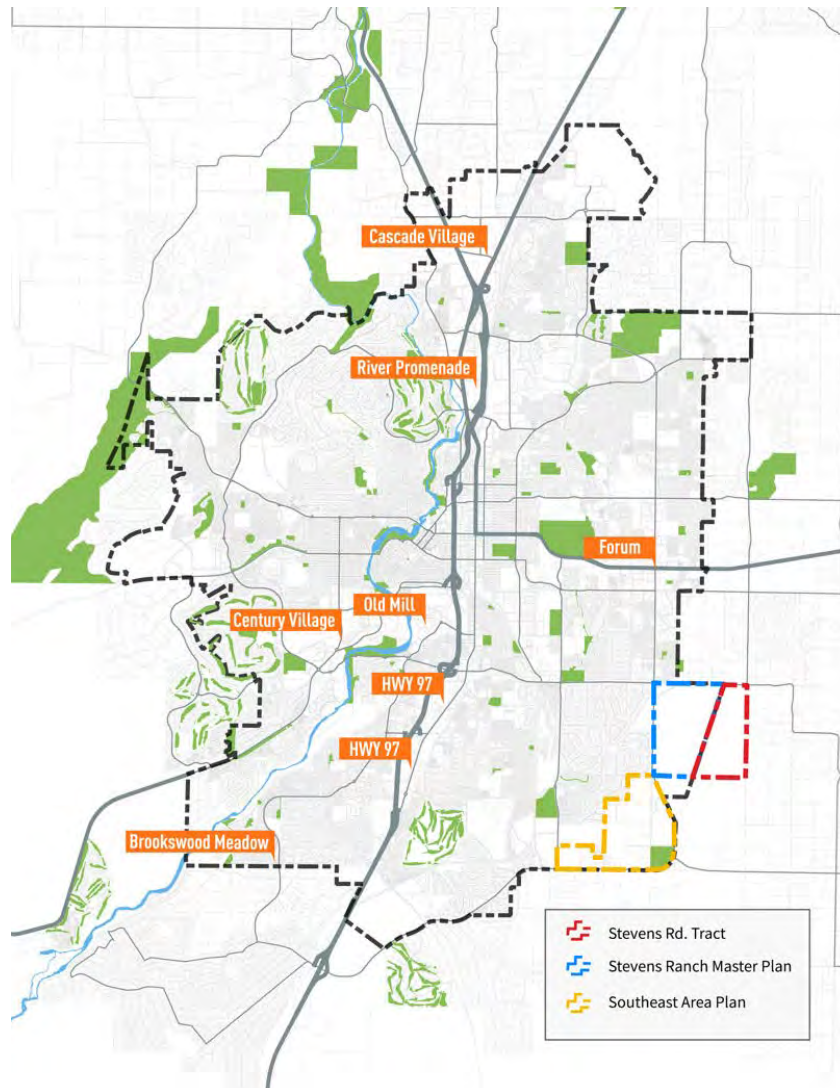 Cascade Village
River Promenade
Forum
Old Mill
Century Village
HWY 97
HWY 97
Brookswood Meadow
Stevens Rd. Tract
Stevens Ranch Master Plan
Southeast Area Plan